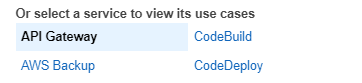 Or select a service to view its use cases
API Gateway CodeBuild
AWS Backup CodeDeploy